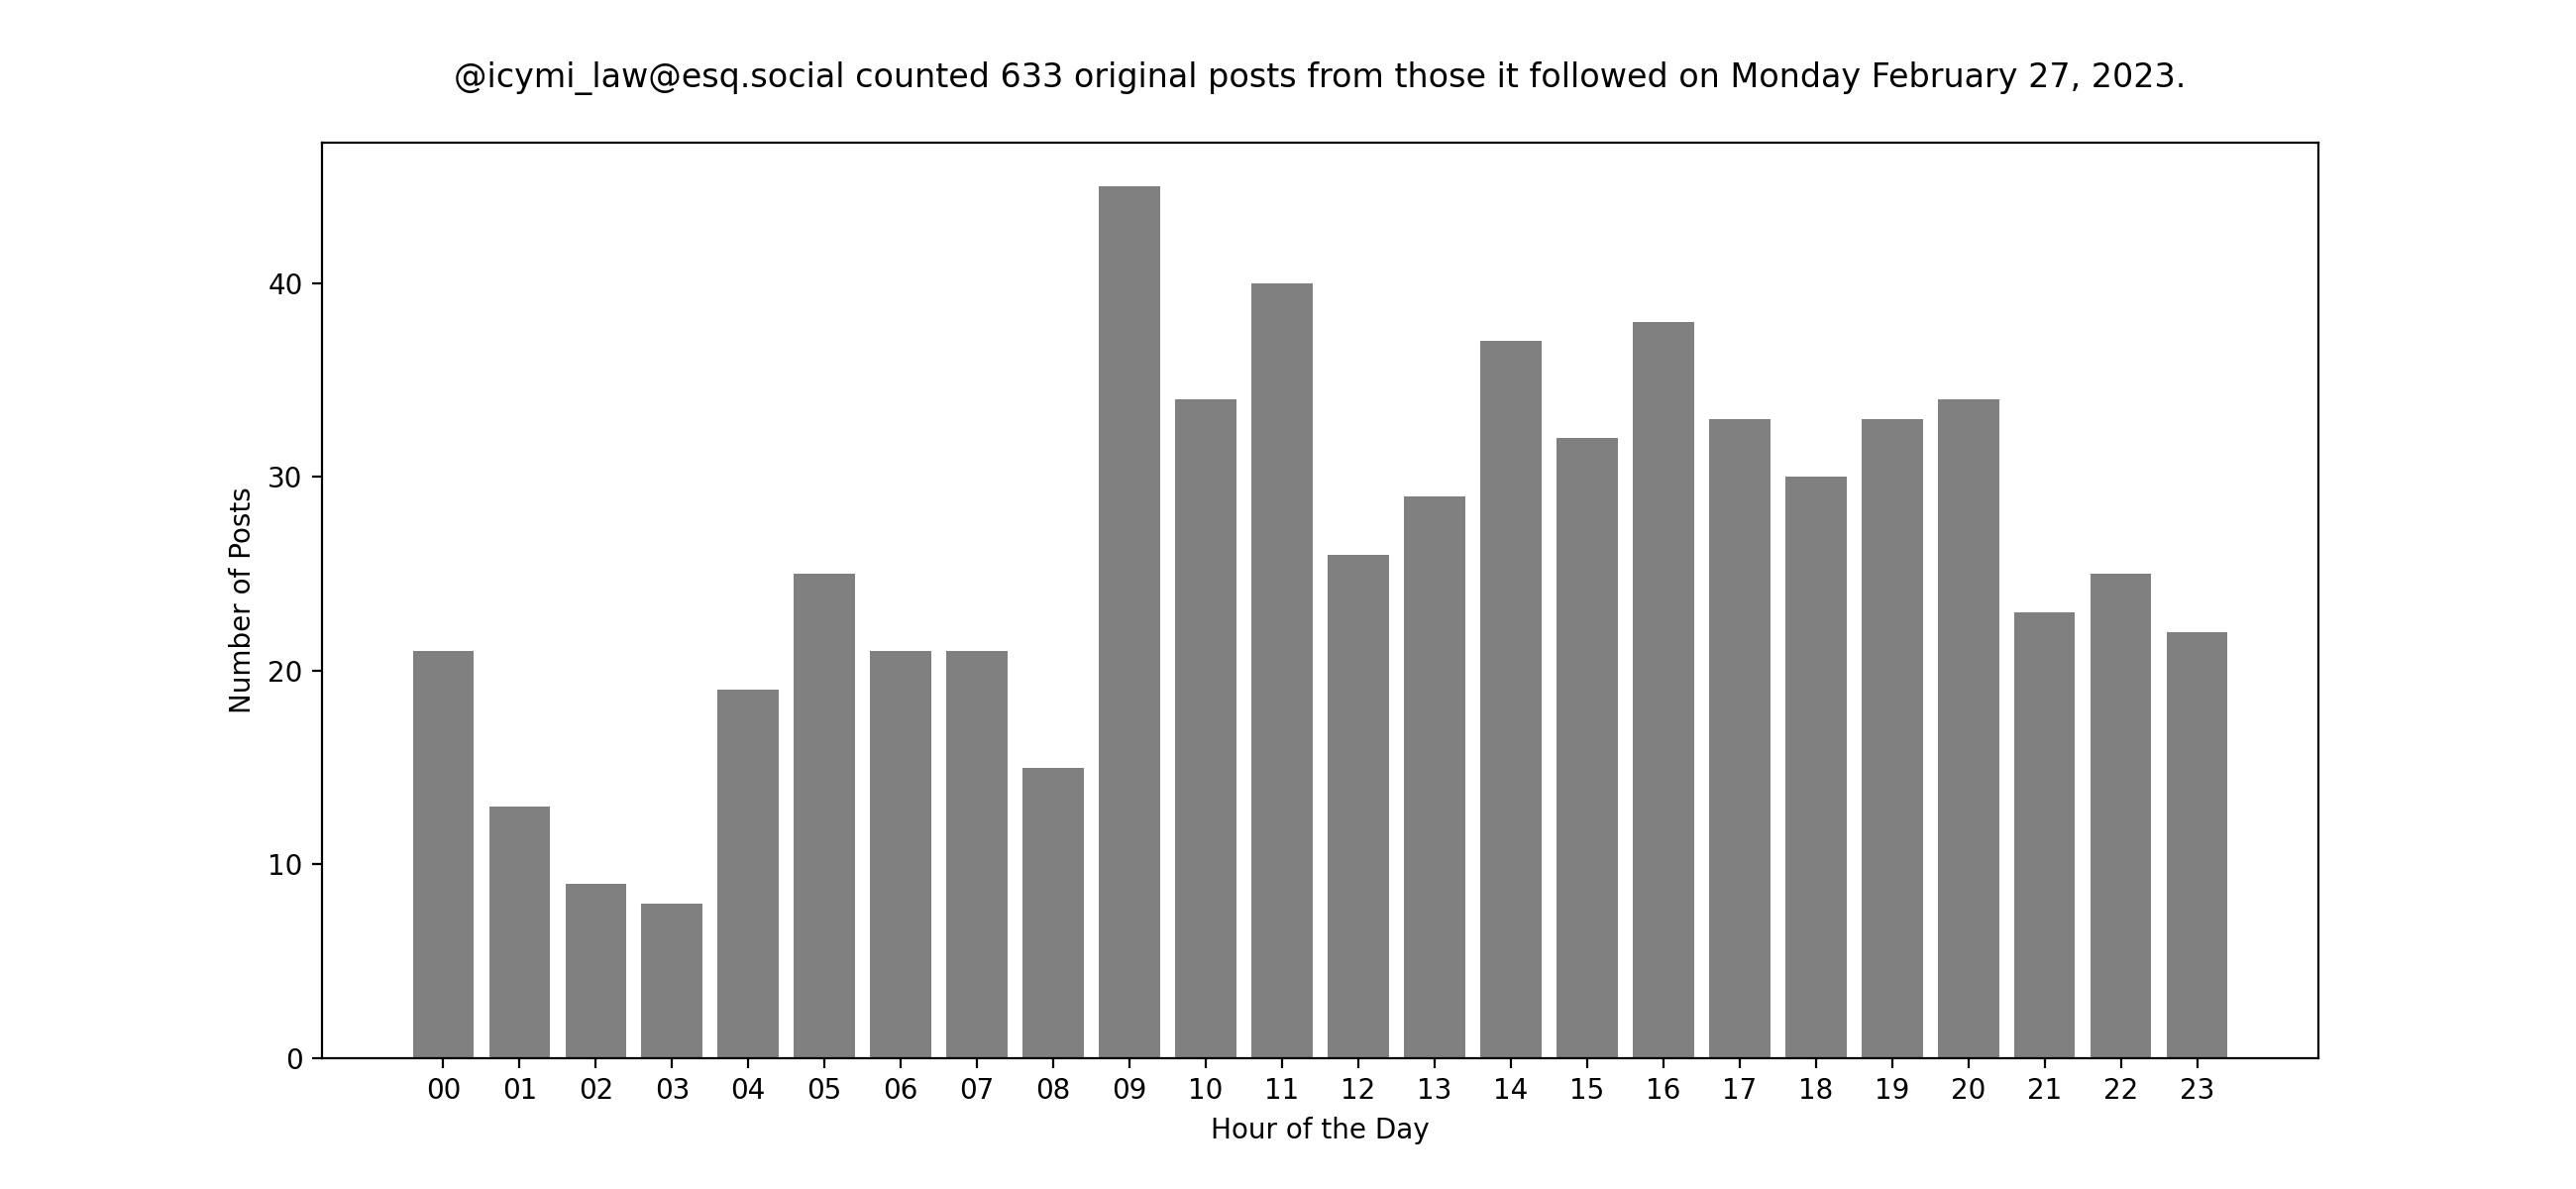 @icymi_law@esq.social counted 633 original posts from those it followed on Monday February 27, 2023.
40
30
20
10
0
Number of Posts
00 01 02 03 04 05 06 07 08 09 10 11 12 13 14 15 16 17 18 19 20 21 22 23
Hour of the Day